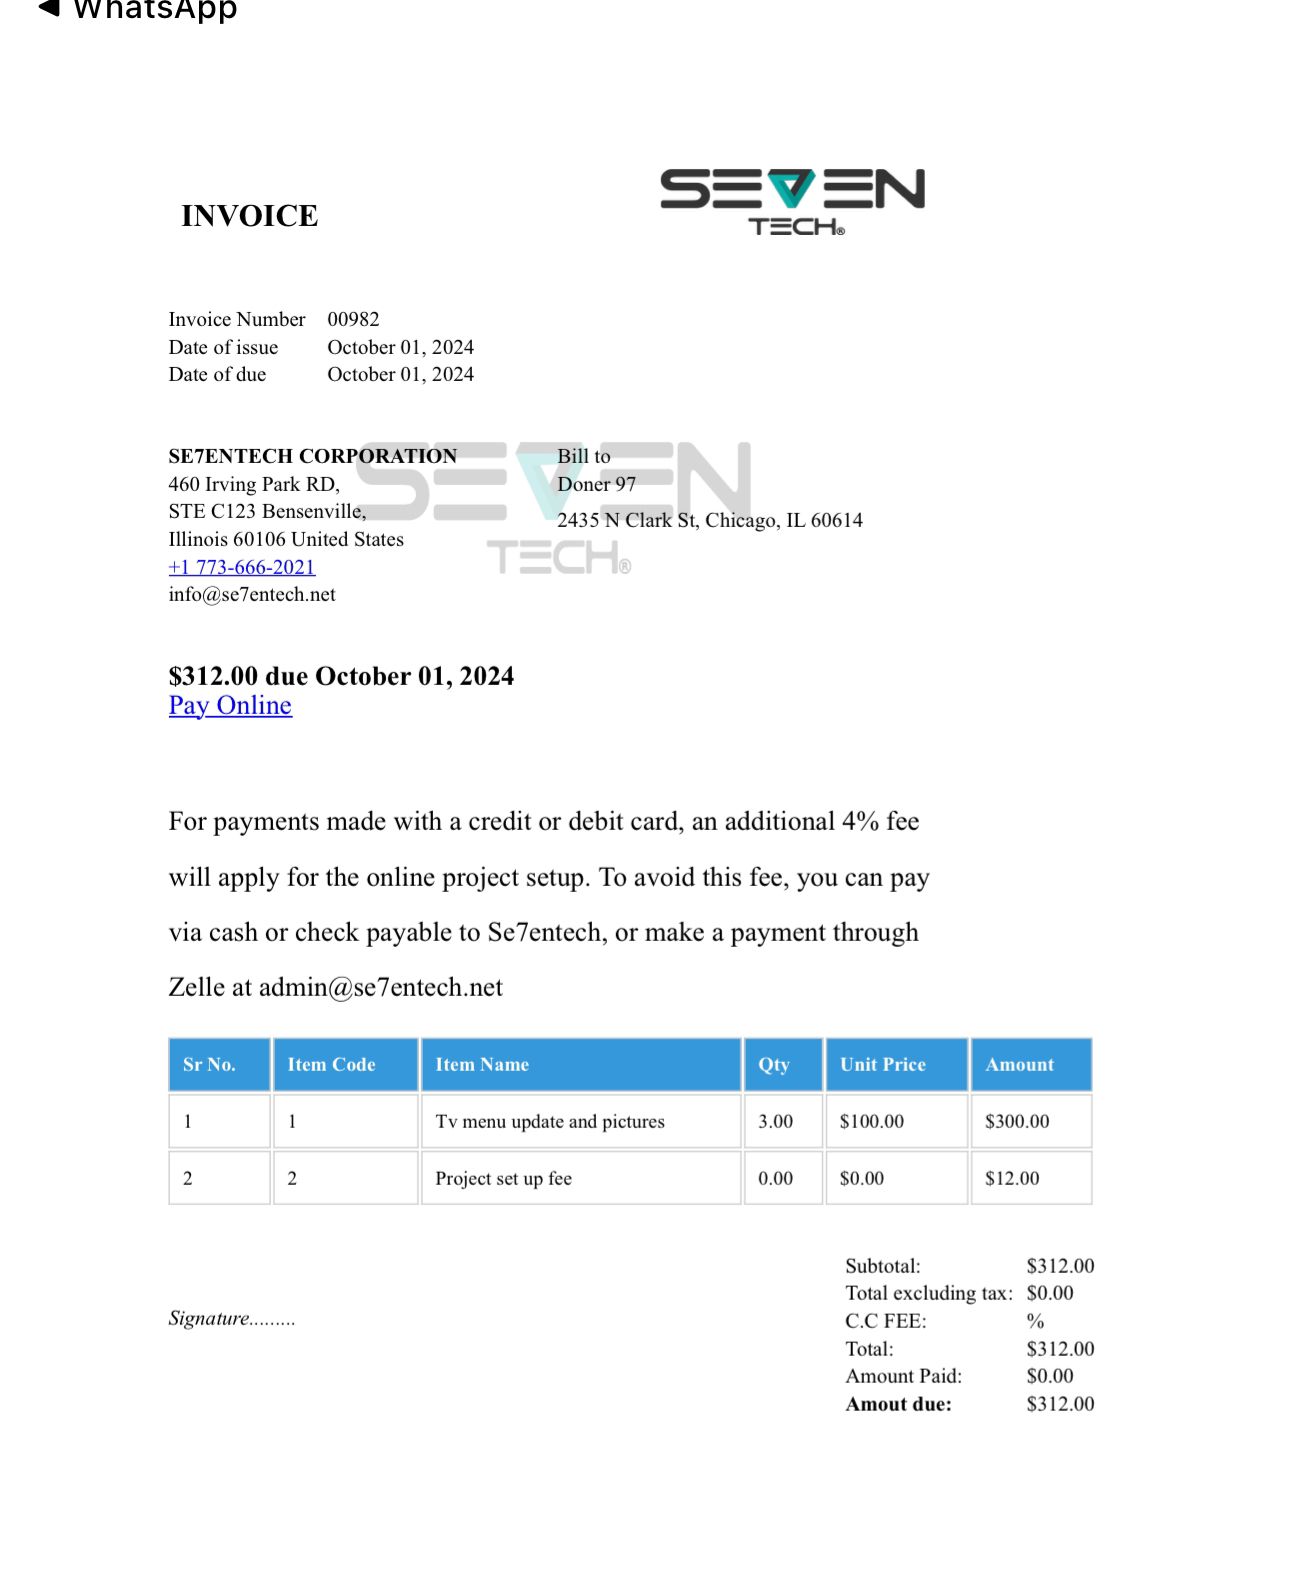 ◀ WhatsApp
SEVEN
TECH®
INVOICE
Invoice Number 00982
Date of issue October 01, 2024
Date of due October 01, 2024
SEVEN
TECH®
SE7ENTECH CORPORATION
460 Irving Park RD,
STE C123 Bensenville,
Illinois 60106 United States
+1 773-666-2021
info@se7entech.net
Bill to
Doner 97
2435 N Clark St, Chicago, IL 60614
$312.00 due October 01, 2024
Pay Online
For payments made with a credit or debit card, an additional 4% fee
will apply for the online project setup. To avoid this fee, you can pay
via cash or check payable to Se7entech, or make a payment through
Zelle at admin@se7entech.net
Sr No. Item Code Item Name Qty Unit Price Amount
1 1 Tv menu update and pictures 3.00 $100.00 $300.00
2 2 Project set up fee 0.00 $0.00 $12.00
Subtotal: $312.00
Total excluding tax: $0.00
Signature.........
C.C FEE: %
Total: $312.00
Amount Paid: $0.00
Amout due: $312.00